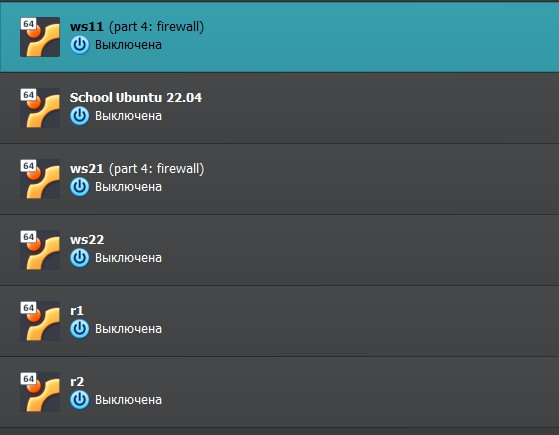 64
ws11 (part 4: firewall)
Выключена
64
School Ubuntu 22.04
Выключена
64
ws21 (part 4: firewall)
Выключена
64
ws22
Выключена
64
r1
Выключена
64
r2
Выключена